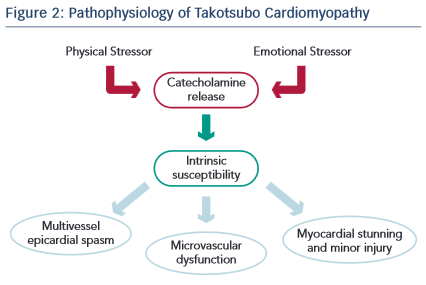 Figure 2: Pathophysiology of Takotsubo Cardiomyopathy
Physical Stressor
Emotional Stressor
Catecholamine
release
Intrinsic
susceptibility
Multivessel
epicardial spasm
Microvascular
dysfunction
Myocardial stunning
and minor injury